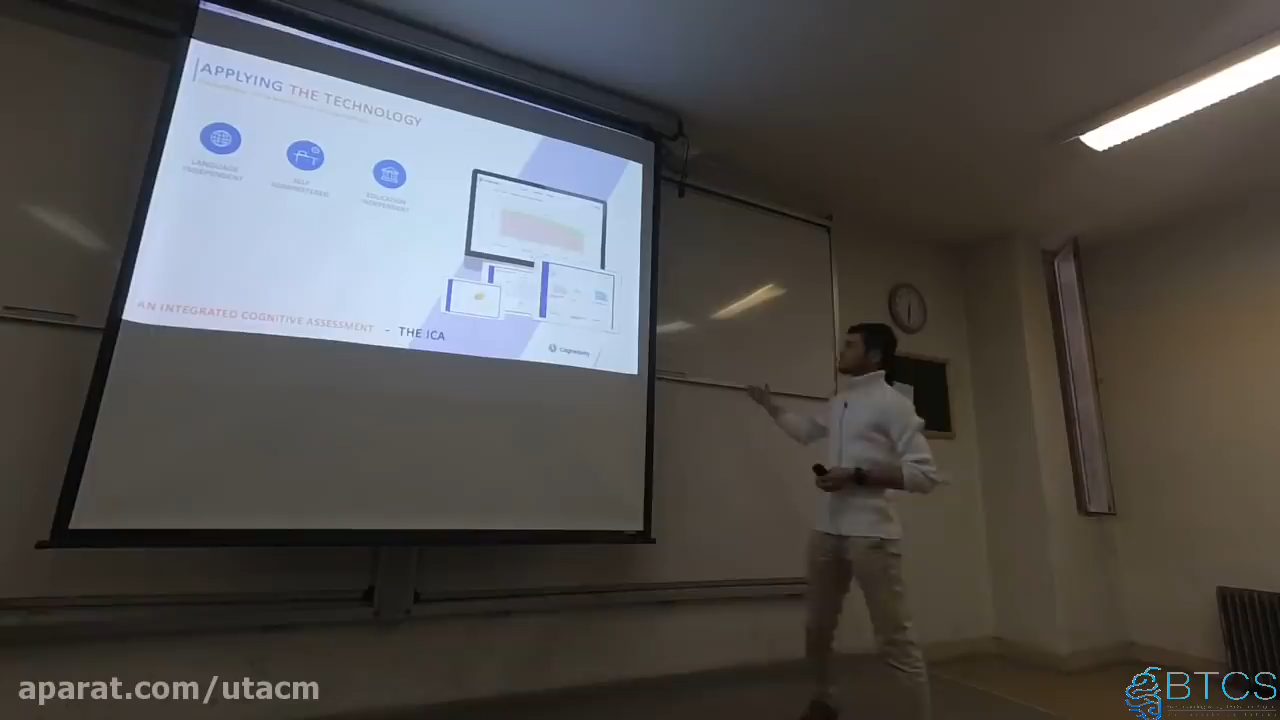 APPLYING THE TECHNOLOGY
LANGUAGE
INDEPENDENT
SELF
ADMINISTERED
EDUCATION
INDEPENDENT
AN INTEGRATED COGNITIVE ASSESSMENT - THE ICA
Cognetivity
aparat.com/utacm
BTCS